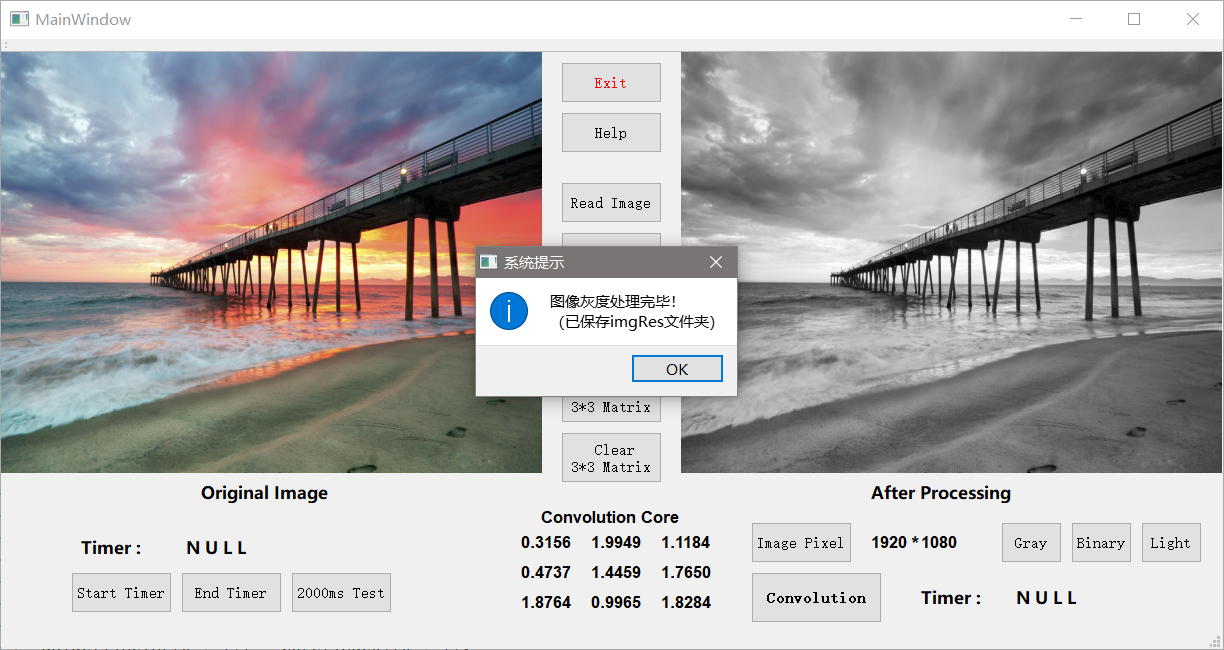 MainWindow
Exit
Help
Read Image
系统提示
图像灰度处理完毕!
(已保存imgRes文件夹)
OK
3*3 Matrix
Clear
3*3 Matrix
Original Image
After Processing
Convolution Core
0.3156 1.9949 1.1184
0.4737 1.4459 1.7650
1.8764 0.9965 1.8284
Timer : NULL
Start Timer
End Timer
2000ms Test
Image Pixel
1920 * 1080
Gray
Binary
Light
Convolution
Timer : NULL